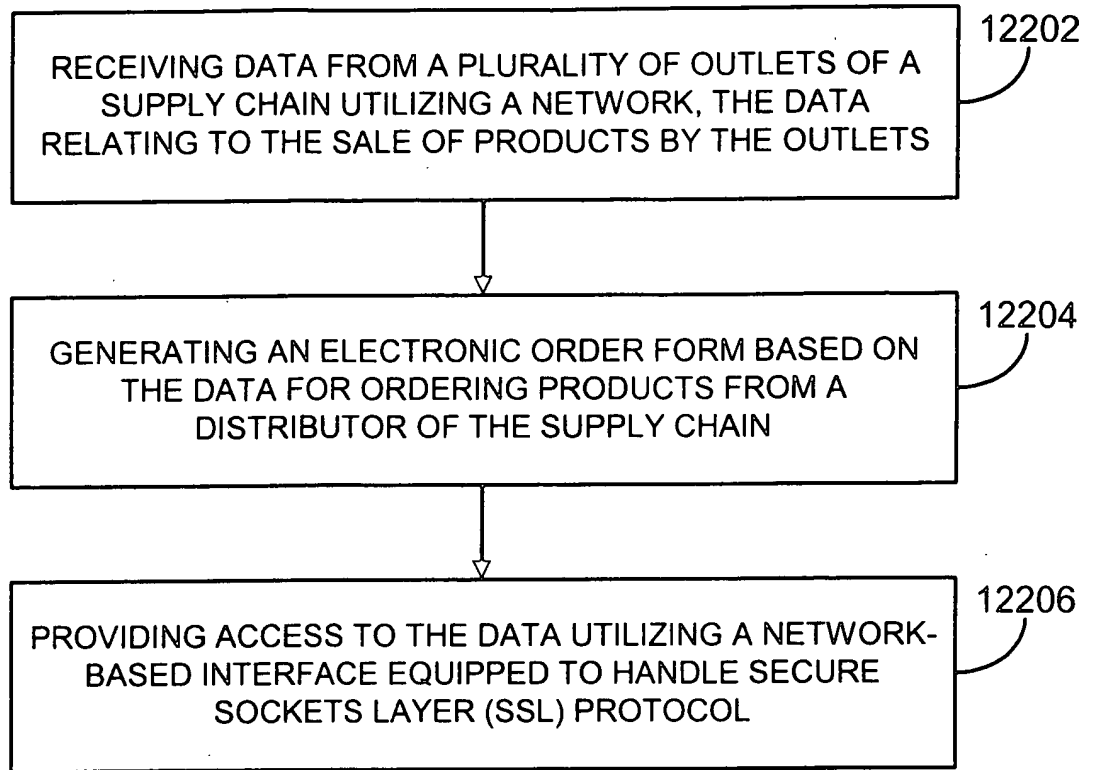 12202
RECEIVING DATA FROM A PLURALITY OF OUTLETS OF A
SUPPLY CHAIN UTILIZING A NETWORK, THE DATA
RELATING TO THE SALE OF PRODUCTS BY THE OUTLETS
12204
GENERATING AN ELECTRONIC ORDER FORM BASED ON
THE DATA FOR ORDERING PRODUCTS FROM A
DISTRIBUTOR OF THE SUPPLY CHAIN
12206
PROVIDING ACCESS TO THE DATA UTILIZING A NETWORK-
BASED INTERFACE EQUIPPED TO HANDLE SECURE
SOCKETS LAYER (SSL) PROTOCOL